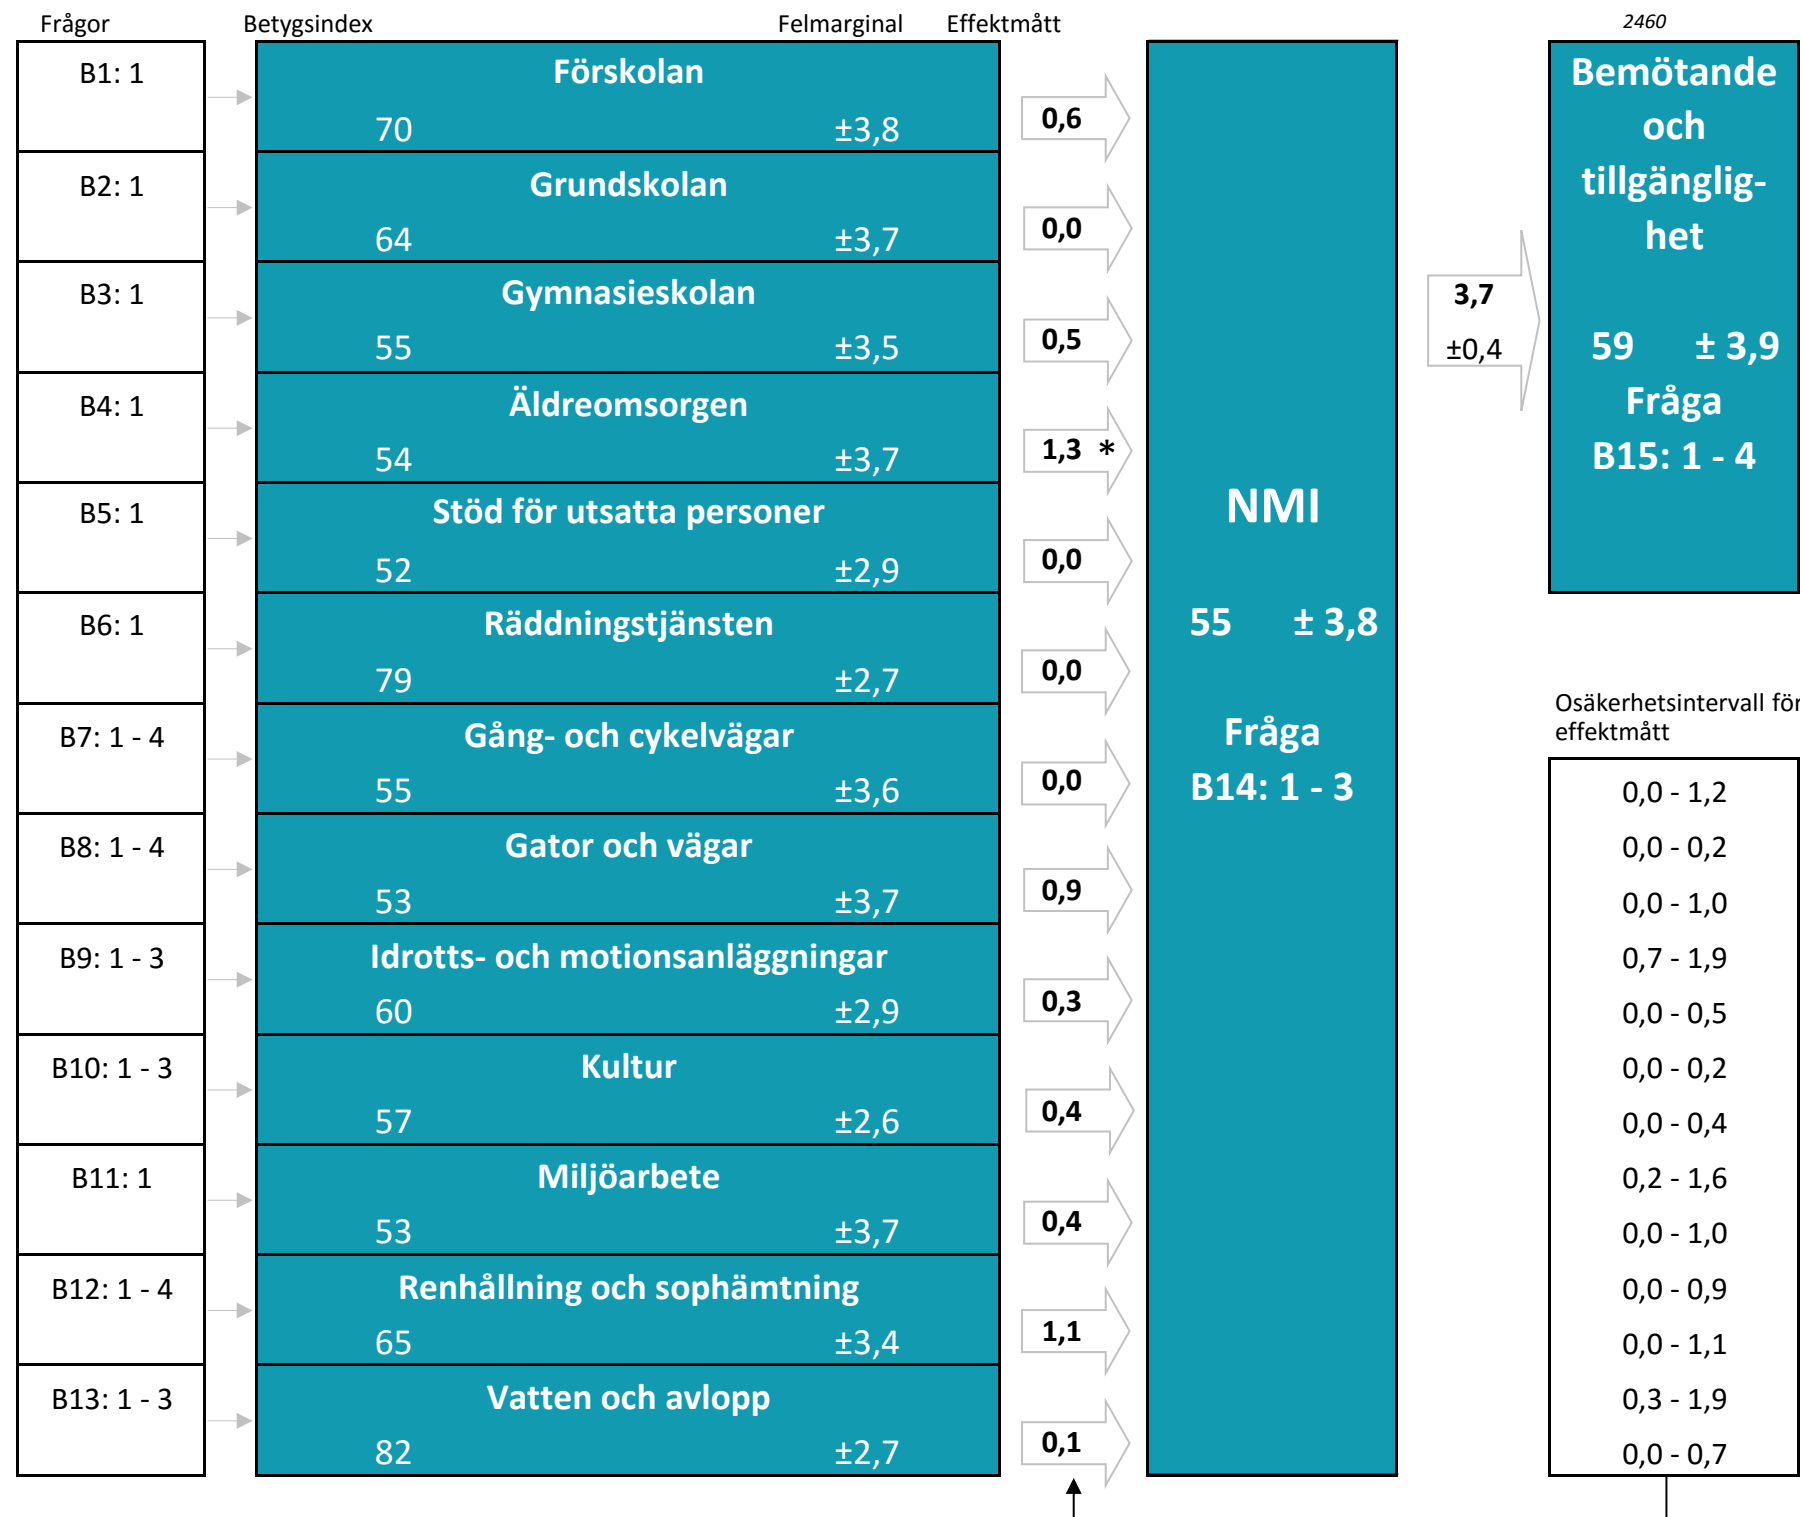 Frågor Betygsindex Felmarginal Effektmått 2460
B1: 1
Förskolan
70 ±3,8
0,6
B2: 1
Grundskolan
64 ±3,7
0,0
B3: 1
Gymnasieskolan
55 ±3,5
0,5
B4: 1
Äldreomsorgen
54 ±3,7
1,3 *
B5: 1
Stöd för utsatta personer
52 ±2,9
0,0
B6: 1
Räddningstjänsten
79 ±2,7
0,0
B7: 1 - 4
Gång- och cykelvägar
55 ±3,6
0,0
B8: 1 - 4
Gator och vägar
53 ±3,7
0,9
B9: 1 - 3
Idrotts- och motionsanläggningar
60 ±2,9
0,3
B10: 1 - 3
Kultur
57 ±2,6
0,4
B11: 1
Miljöarbete
53 ±3,7
0,4
B12: 1 - 4
Renhållning och sophämtning
65 ±3,4
1,1
B13: 1 - 3
Vatten och avlopp
82 ±2,7
0,1
NMI
55 ± 3,8
Fråga
B14: 1 - 3
3,7
±0,4
Bemötande
och
tillgänglig-
het
59 ± 3,9
Fråga
B15: 1 - 4
Osäkerhetsintervall för
effektmått
0,0 - 1,2
0,0 - 0,2
0,0 - 1,0
0,7 - 1,9
0,0 - 0,5
0,0 - 0,2
0,0 - 0,4
0,2 - 1,6
0,0 - 1,0
0,0 - 0,9
0,0 - 1,1
0,3 - 1,9
0,0 - 0,7